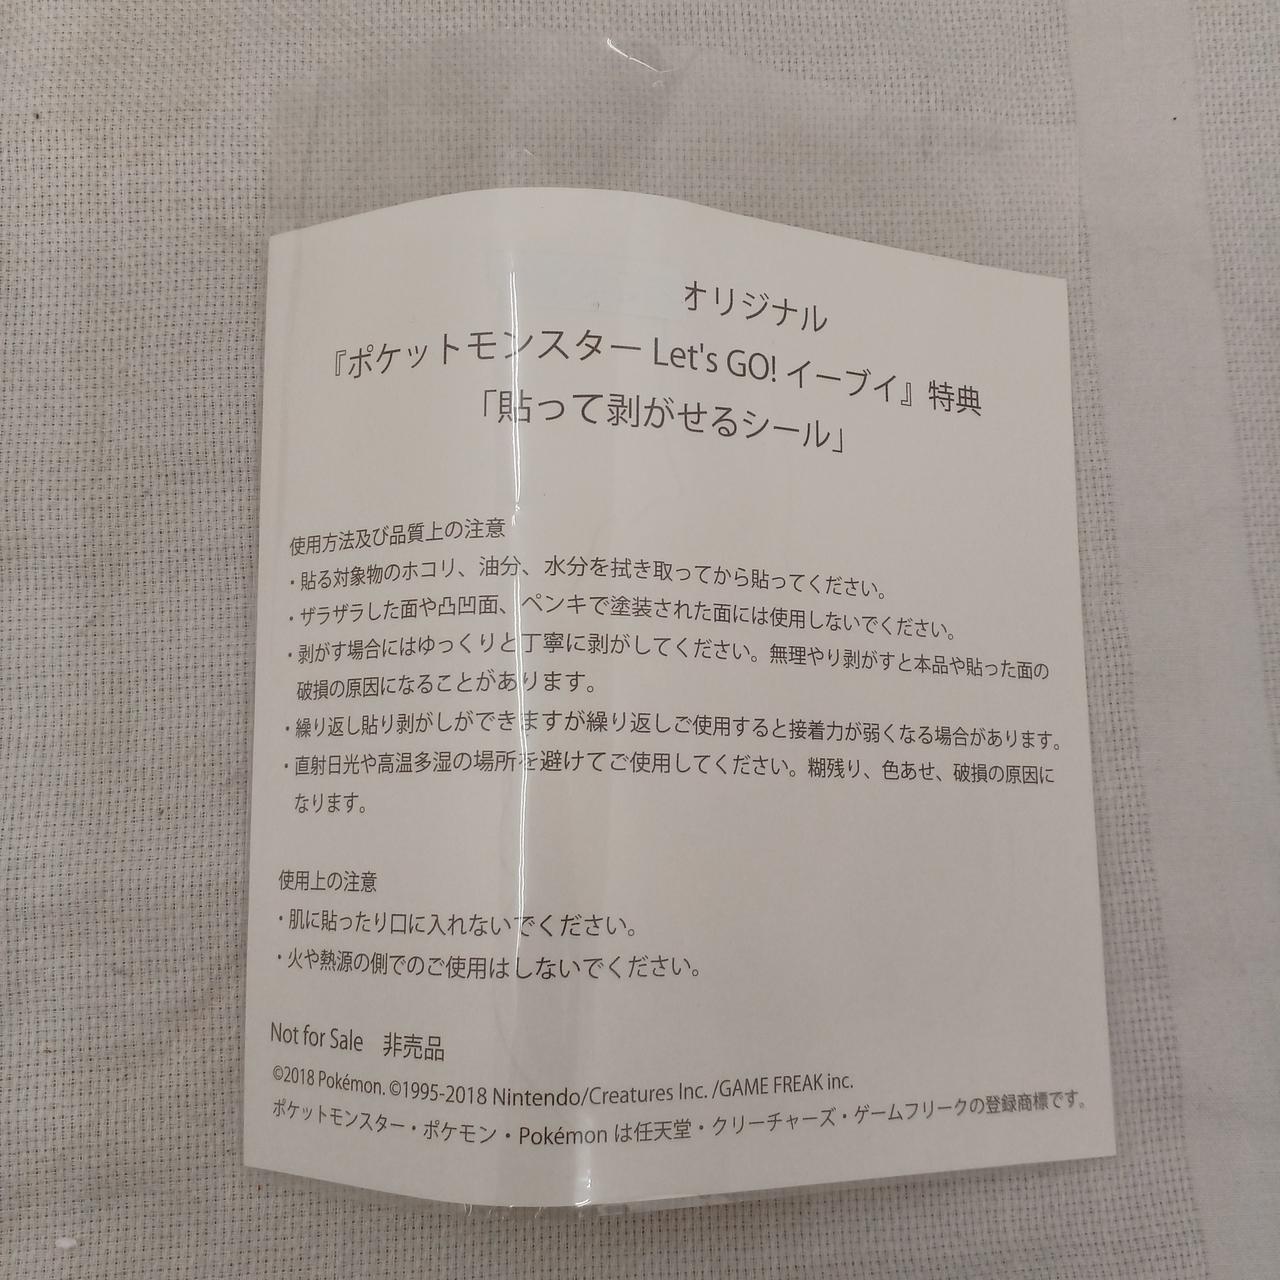 オリジナル
『ポケットモンスター Let's GO! イーブイ』特典
「貼って剥がせるシール」
使用方法及び品質上の注意
・貼る対象物のホコリ、油分、水分を拭き取ってから貼ってください。
・ザラザラした面や凸凹面、ペンキで塗装された面には使用しないでください。
・剥がす場合にはゆっくりと丁寧に剥がしてください。無理やり剥がすと本品や貼った面の
破損の原因になることがあります。
・繰り返し貼り剥がしができますが繰り返しご使用すると接着力が弱くなる場合があります。
・直射日光や高温多湿の場所を避けてご使用してください。糊残り、色あせ、破損の原因に
なります。
使用上の注意
・肌に貼ったり口に入れないでください。
・火や熱源の側でのご使用はしないでください。
Not for Sale 非売品
©2018 Pokémon. ©1995-2018 Nintendo/Creatures Inc. /GAME FREAK inc.
ポケットモンスター・ポケモン・Pokémon は任天堂・クリーチャーズ・ゲームフリークの登録商標です。